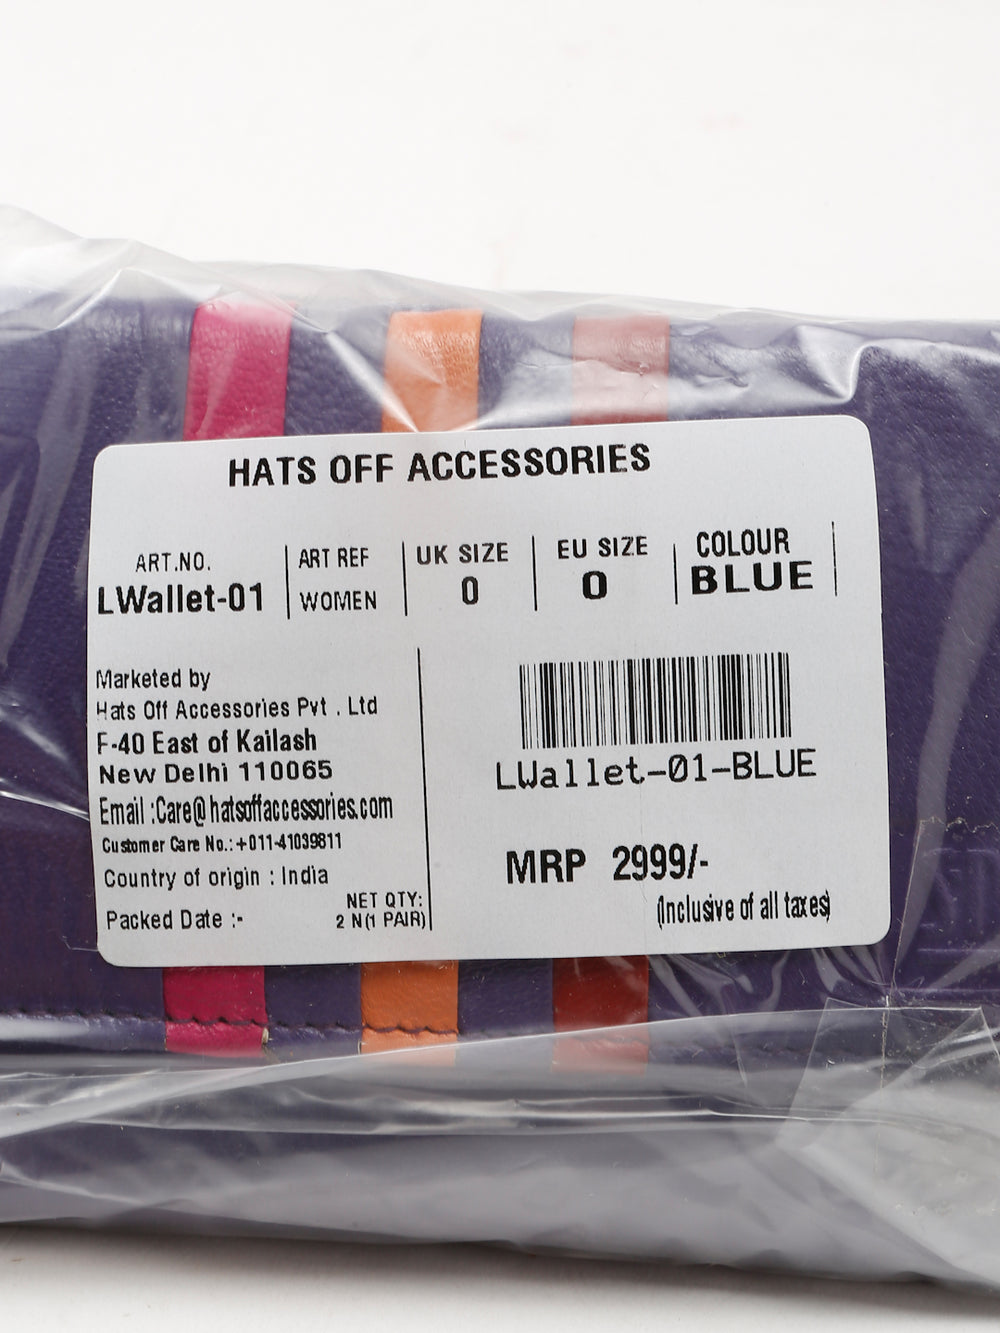 HATS OFF ACCESSORIES
ART.NO.
LWallet-01
ART REF
WOMEN
UK SIZE
0
EU SIZE
0
COLOUR
BLUE
Marketed by
Hats Off Accessories Pvt . Ltd
F-40 East of Kailash
New Delhi 110065
Email :Care@hatsoffaccessories.com
Customer Care No.:+011-41039811
Country of origin : India
Packed Date :-
NET QTY:
2 N(1 PAIR)
LWallet-01-BLUE
MRP 2999/-
(Inclusive of all taxes)